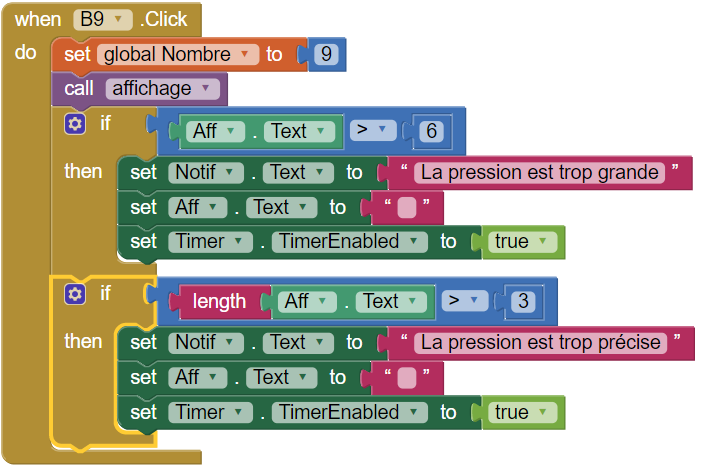 when B9 .Click
do set global Nombre to 9
call affichage
if Aff . Text > 6
then set Notif . Text to “ La pression est trop grande ”
set Aff . Text to “ ”
set Timer . TimerEnabled to true
if length Aff . Text > 3
then set Notif . Text to “ La pression est trop précise ”
set Aff . Text to “ ”
set Timer . TimerEnabled to true